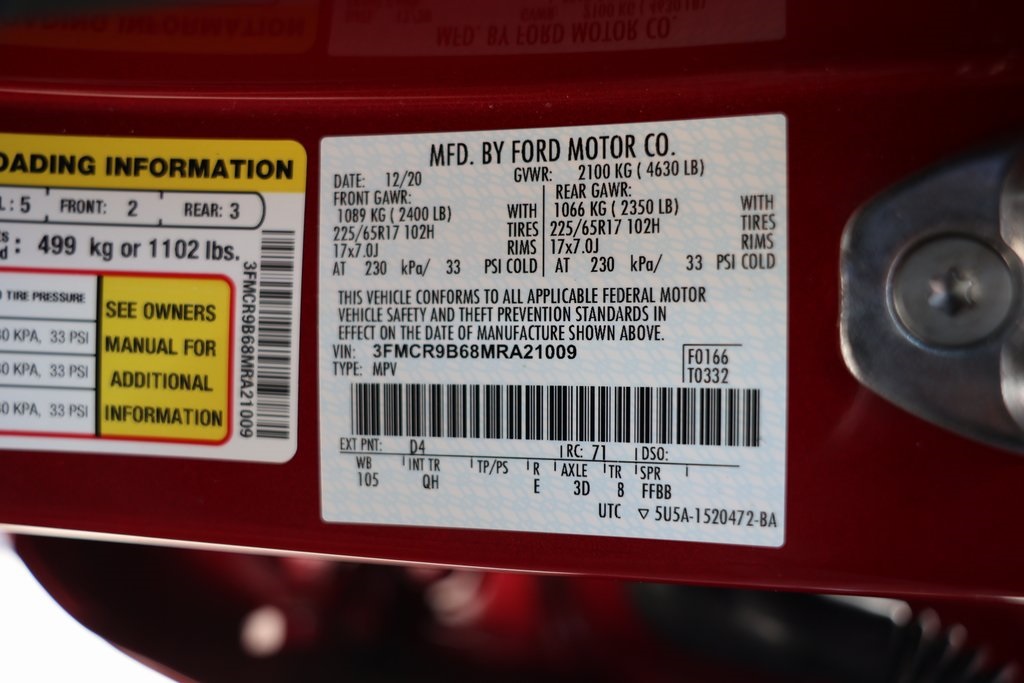 OADING INFORMATION
: 5 FRONT: 2 REAR: 3
: 499 kg or 1102 lbs.
TIRE PRESSURE
0 KPA, 33 PSI
0 KPA, 33 PSI
0 KPA, 33 PSI
SEE OWNERS
MANUAL FOR
ADDITIONAL
INFORMATION
3FMCR9B68MRA21009
MFD. BY FORD MOTOR CO.
DATE: 12/20 GVWR: 2100 KG ( 4630 LB)
FRONT GAWR: REAR GAWR:
1089 KG (2400 LB) WITH 1066 KG (2350 LB) WITH
225/65R17 102H TIRES 225/65R17 102H TIRES
17x7.0J RIMS 17x7.0J RIMS
AT 230 kPa/ 33 PSI COLD AT 230 kPa/ 33 PSI COLD
THIS VEHICLE CONFORMS TO ALL APPLICABLE FEDERAL MOTOR
VEHICLE SAFETY AND THEFT PREVENTION STANDARDS IN
EFFECT ON THE DATE OF MANUFACTURE SHOWN ABOVE.
VIN: 3FMCR9B68MRA21009 F0166
TYPE: MPV T0332
EXT PNT: D4 RC: 71 DSO:
WB INT TR TP/PS R AXLE TR SPR
105 QH E 3D 8 FFBB
UTC ▽ 5U5A-1520472-BA